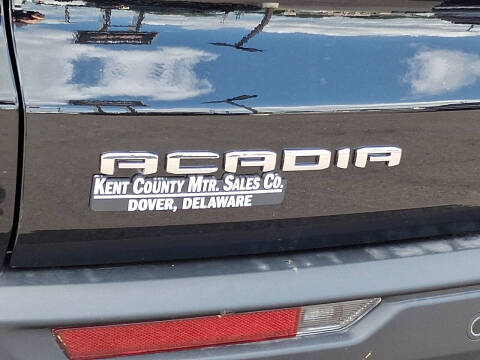 ACADIA
KENT COUNTY MTR. SALES CO.
DOVER, DELAWARE